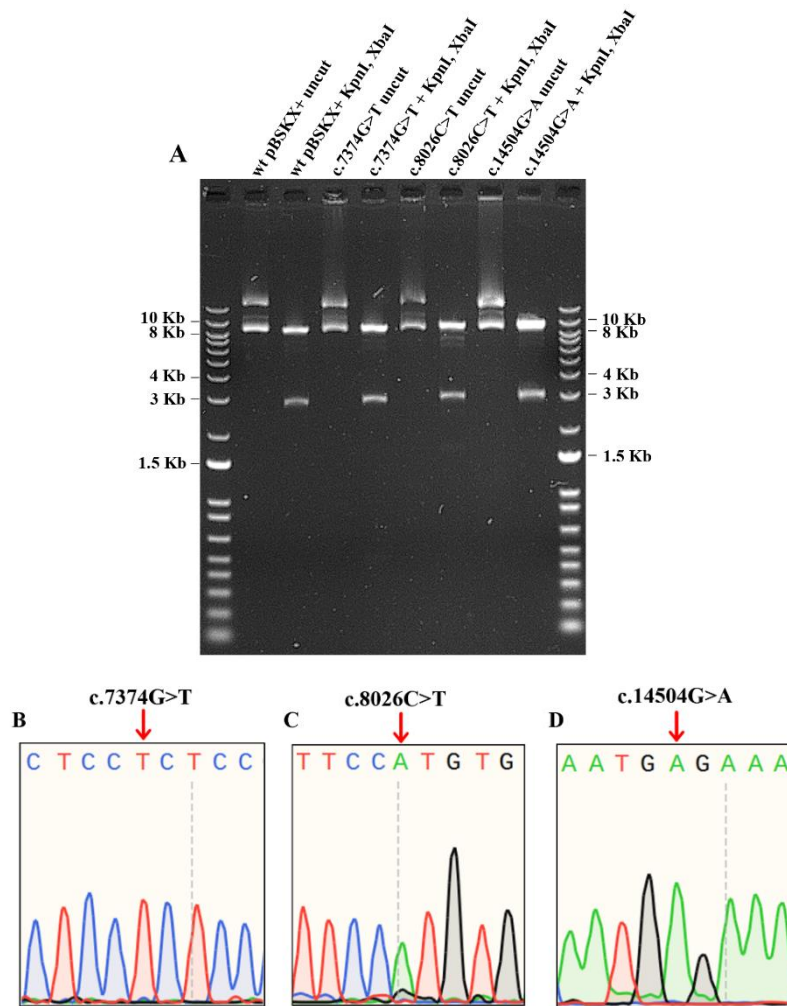 wt pBSKX+ uncut
wt pBSKX+ KpnI, XbaI
c.7374G>T uncut
c.7374G>T + KpnI, XbaI
c.8026C>T uncut
c.8026C>T + KpnI, XbaI
c.14504G>A uncut
c.14504G>A + KpnI, XbaI
A
10 Kb
8 Kb
4 Kb
3 Kb
1.5 Kb
10 Kb
8 Kb
4 Kb
3 Kb
1.5 Kb
c.7374G>T
B
C T C C T C T C C
c.8026C>T
C
T T C C A T G T G
c.14504G>A
D
A A T G A G A A A